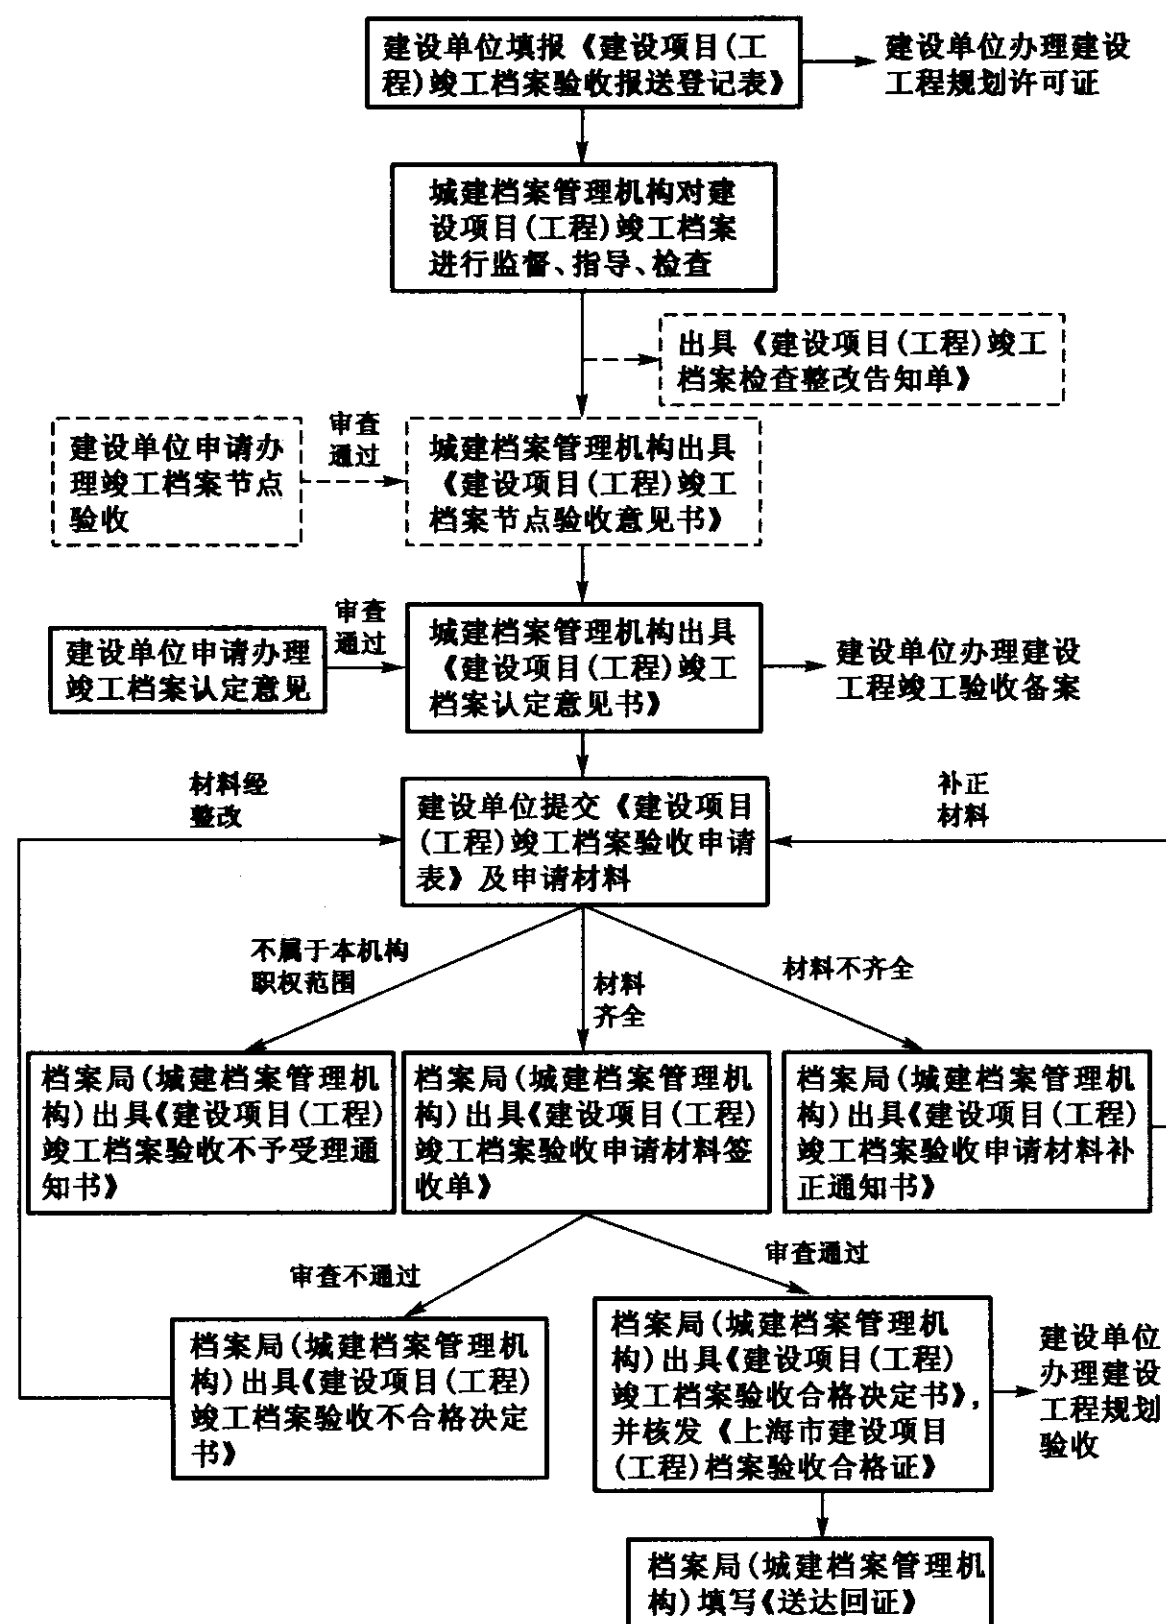 建设单位填报《建设项目(工
程)竣工档案验收报送登记表》
建设单位办理建设
工程规划许可证
城建档案管理机构对建
设项目(工程)竣工档案
进行监督、指导、检查
出具《建设项目(工程)竣工
档案检查整改告知单》
建设单位申请办
理竣工档案节点
验收
审查
通过
城建档案管理机构出具
《建设项目(工程)竣工
档案节点验收意见书》
建设单位申请办理
竣工档案认定意见
审查
通过
城建档案管理机构出具
《建设项目(工程)竣工
档案认定意见书》
建设单位办理建设
工程竣工验收备案
材料经
整改
建设单位提交《建设项目
(工程)竣工档案验收申请
表》及申请材料
补正
材料
不属于本机构
职权范围
材料
齐全
材料不齐全
档案局(城建档案管理机
构)出具《建设项目(工程)
竣工档案验收不予受理通
知书》
档案局(城建档案管理机
构)出具《建设项目(工程)
竣工档案验收申请材料签
收单》
档案局(城建档案管理机
构)出具《建设项目(工程)
竣工档案验收申请材料补
正通知书》
审查不通过
审查通过
档案局(城建档案管理机
构)出具《建设项目(工程)
竣工档案验收不合格决定
书》
档案局(城建档案管理机
构)出具《建设项目(工程)
竣工档案验收合格决定书》,
并核发《上海市建设项目
(工程)档案验收合格证》
建设单位
办理建设
工程规划
验收
档案局(城建档案管理机
构)填写《送达回证》